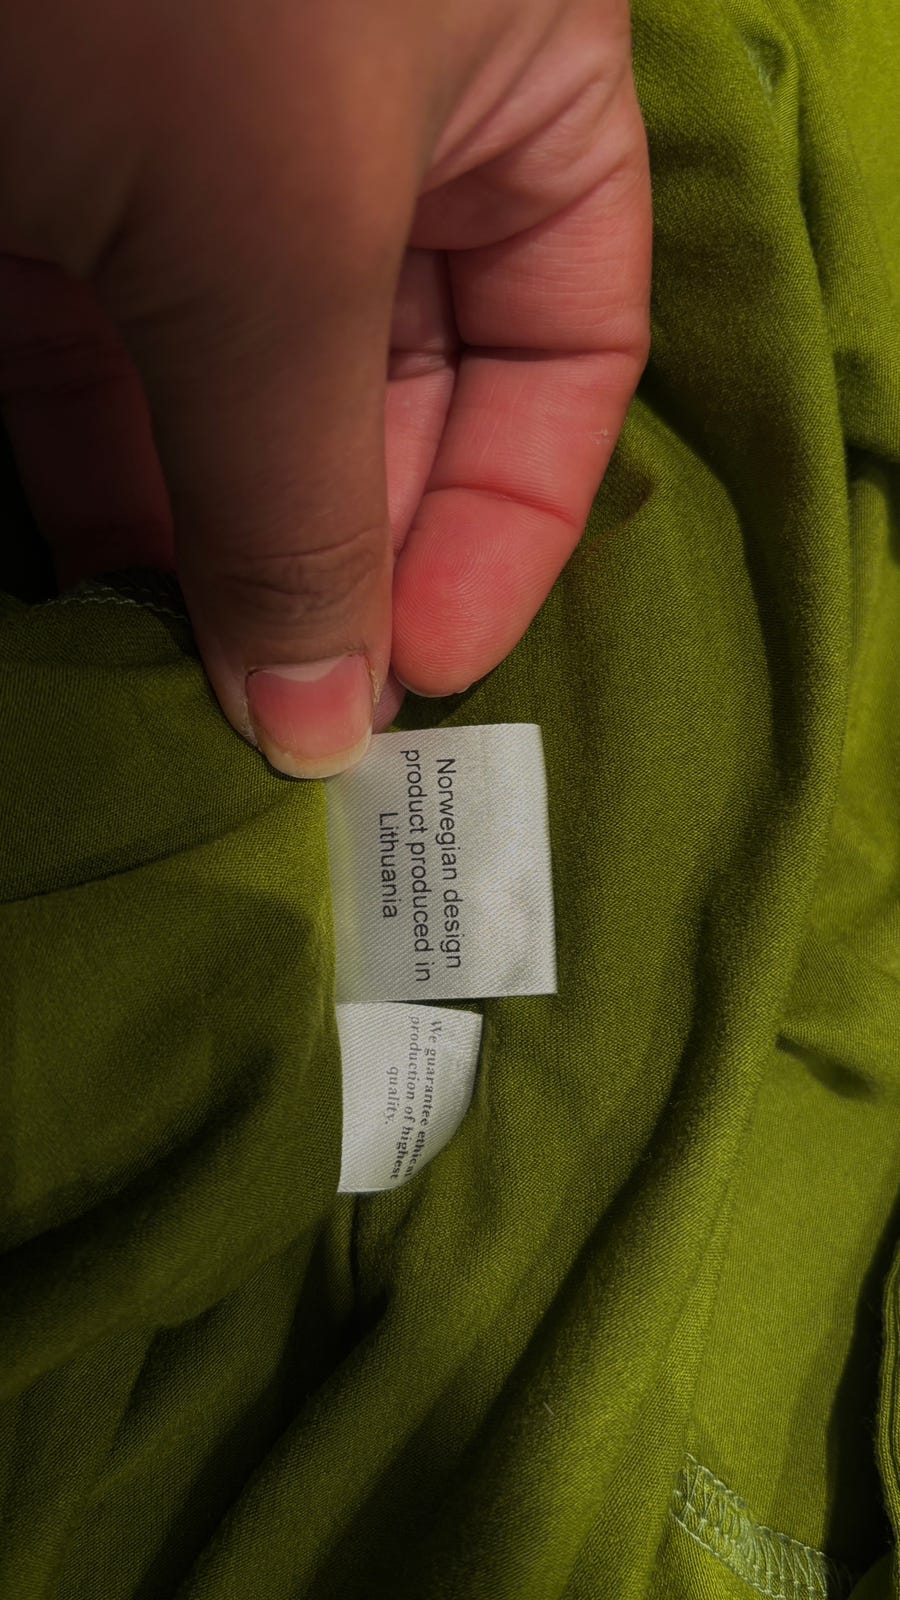 Norwegian design
product produced in
Lithuania
We guarantee ethical
production of highest
quality.